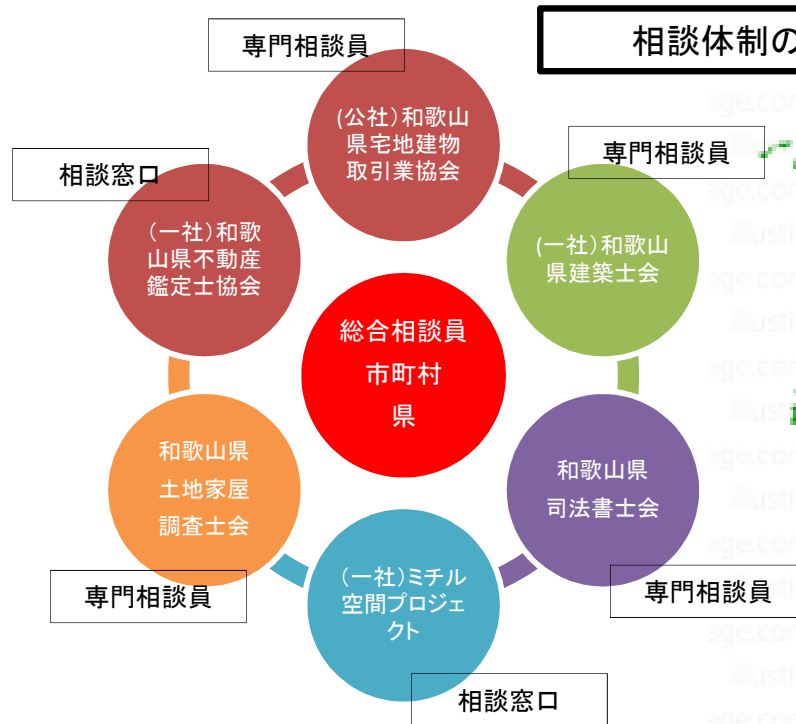 専門相談員
相談体制の
(公社)和歌山
県宅地建物
取引業協会
専門相談員
相談窓口
(一社)和歌
山県不動産
鑑定士協会
(一社)和歌山
県建築士会
総合相談員
市町村
県
和歌山県
土地家屋
調査士会
和歌山県
司法書士会
(一社)ミチル
空間プロジェ
クト
専門相談員
専門相談員
相談窓口